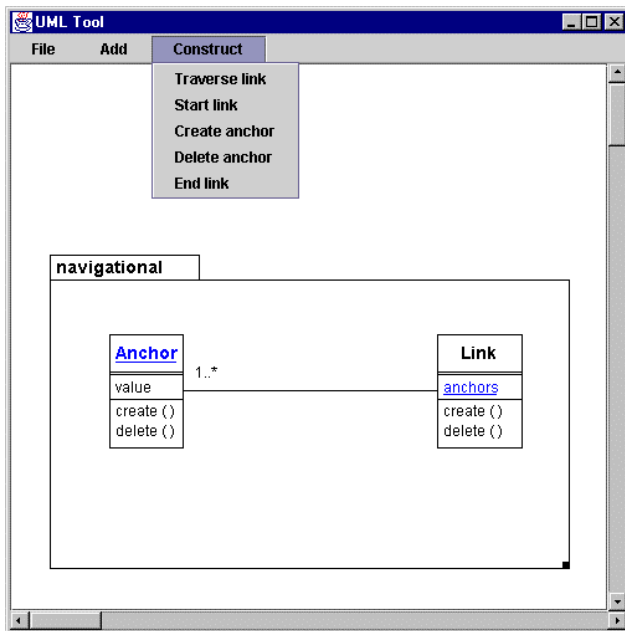 UML Tool
File Add Construct
Traverse link
Start link
Create anchor
Delete anchor
End link
navigational
Anchor
value
create ()
delete ()
1..*
Link
anchors
create ()
delete ()